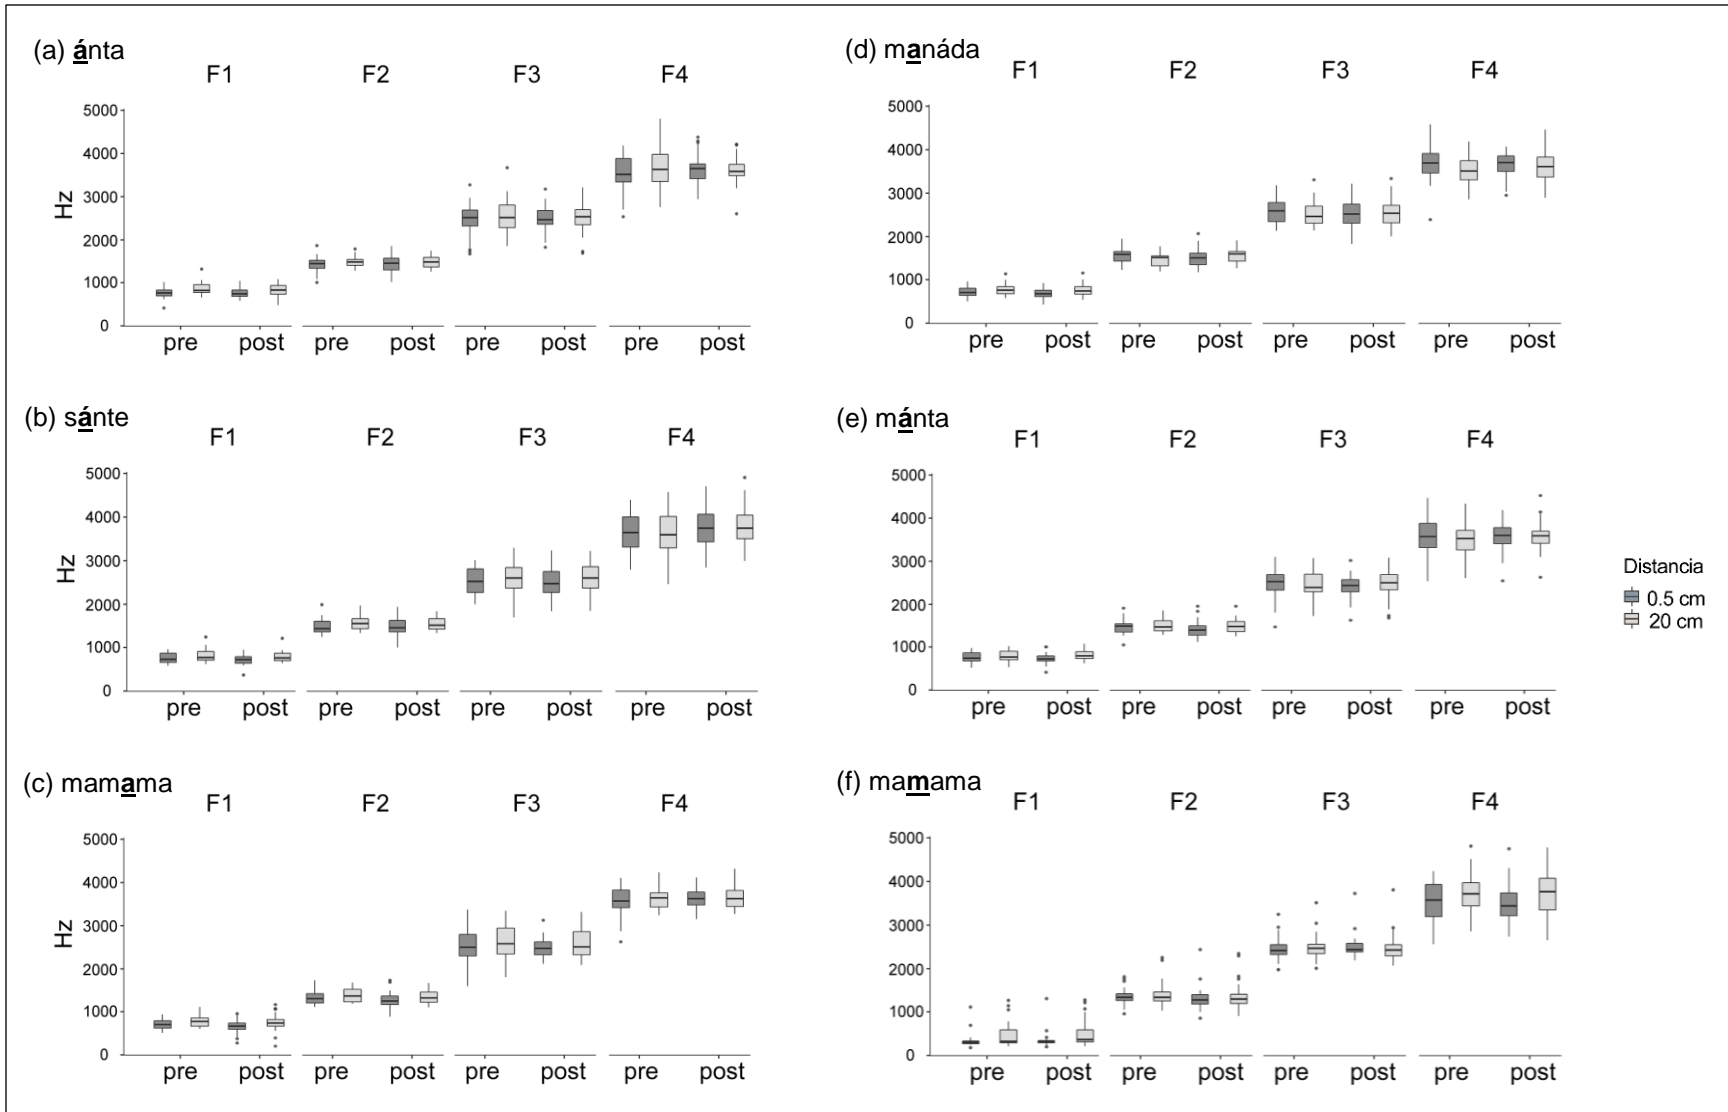 (a) ánta
F1 F2 F3 F4
5000
4000
3000
2000
1000
0
Hz
pre post pre post pre post pre post
(b) sánte
F1 F2 F3 F4
5000
4000
3000
2000
1000
0
Hz
pre post pre post pre post pre post
(c) mamama
F1 F2 F3 F4
5000
4000
3000
2000
1000
0
Hz
pre post pre post pre post pre post
(d) manáda
F1 F2 F3 F4
5000
4000
3000
2000
1000
0
pre post pre post pre post pre post
(e) mánta
F1 F2 F3 F4
5000
4000
3000
2000
1000
0
pre post pre post pre post pre post
(f) mamama
F1 F2 F3 F4
5000
4000
3000
2000
1000
0
pre post pre post pre post pre post
Distancia
0.5 cm
20 cm